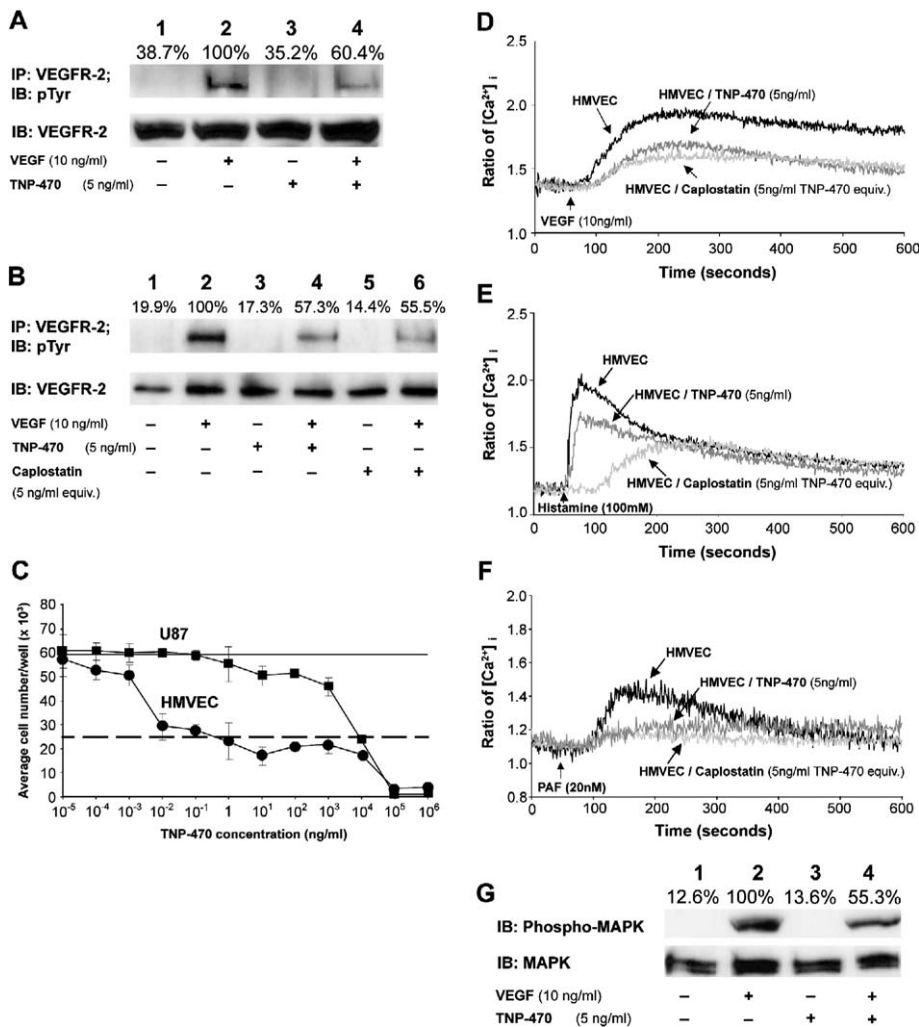 A
1 2 3 4
38.7% 100% 35.2% 60.4%
IP: VEGFR-2;
IB: pTyr
IB: VEGFR-2
VEGF (10 ng/ml) – + – +
TNP-470 (5 ng/ml) – – + +
B
1 2 3 4 5 6
19.9% 100% 17.3% 57.3% 14.4% 55.5%
IP: VEGFR-2;
IB: pTyr
IB: VEGFR-2
VEGF (10 ng/ml) – + – + – +
TNP-470 (5 ng/ml) – – + + – –
Caplostatin – – – – + +
(5 ng/ml equiv.)
C
Average cell number/well (x 10³)
80
70
60
50
40
30
20
10
0
U87
HMVEC
10⁻⁵ 10⁻⁴ 10⁻³ 10⁻² 10⁻¹ 1 10¹ 10² 10³ 10⁴ 10⁵ 10⁶
TNP-470 concentration (ng/ml)
D
Ratio of [Ca²⁺] i
2.5
2.0
1.5
1.0
HMVEC
HMVEC / TNP-470 (5ng/ml)
HMVEC / Caplostatin (5ng/ml TNP-470 equiv.)
VEGF (10ng/ml)
0 100 200 300 400 500 600
Time (seconds)
E
Ratio of [Ca²⁺] i
2.5
2.0
1.5
1.0
HMVEC
HMVEC / TNP-470 (5ng/ml)
HMVEC / Caplostatin (5ng/ml TNP-470 equiv.)
Histamine (100mM)
0 100 200 300 400 500 600
Time (seconds)
F
Ratio of [Ca²⁺] i
1.8
1.6
1.4
1.2
1.0
0.8
HMVEC
HMVEC / TNP-470 (5ng/ml)
HMVEC / Caplostatin (5ng/ml TNP-470 equiv.)
PAF (20nM)
0 100 200 300 400 500 600
Time (seconds)
G
1 2 3 4
12.6% 100% 13.6% 55.3%
IB: Phospho-MAPK
IB: MAPK
VEGF (10 ng/ml) – + – +
TNP-470 (5 ng/ml) – – + +